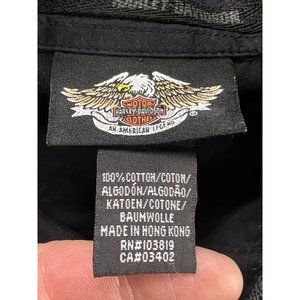 HARLEY-DAVIDSON
MOTOR
HARLEY-DAVIDSON
CLOTHES
AN AMERICAN LEGEND
®
100% COTTON/COTON/
ALGODÓN/ALGODÃO/
KATOEN/COTONE/
BAUMWOLLE
MADE IN HONG KONG
RN#103819
CA#03402